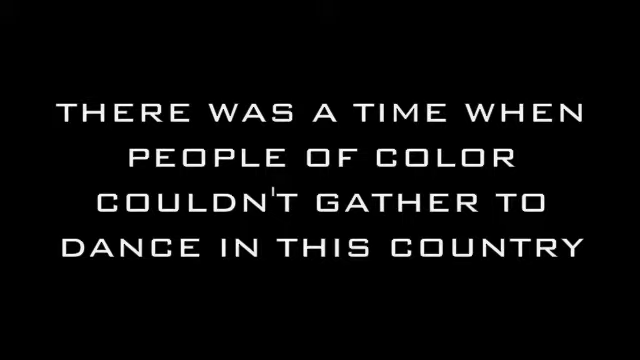 THERE WAS A TIME WHEN
PEOPLE OF COLOR
COULDN'T GATHER TO
DANCE IN THIS COUNTRY